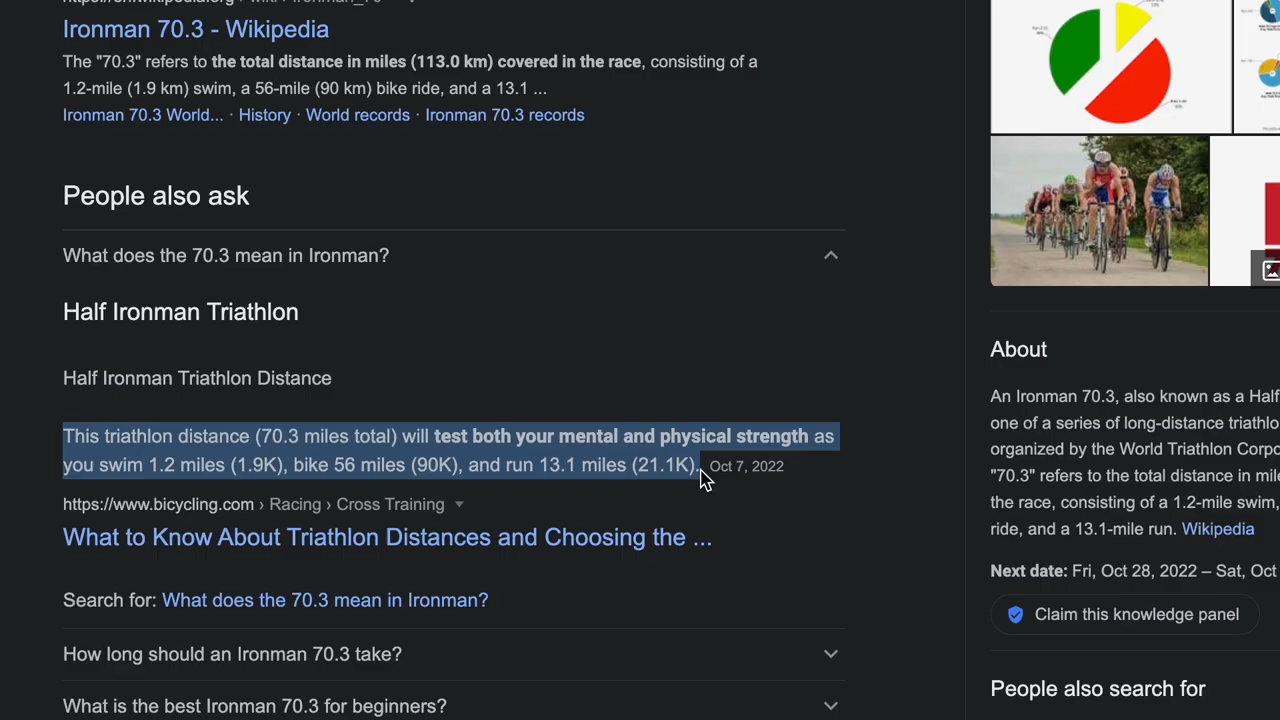 Ironman 70.3 - Wikipedia
The "70.3" refers to the total distance in miles (113.0 km) covered in the race, consisting of a
1.2-mile (1.9 km) swim, a 56-mile (90 km) bike ride, and a 13.1 ...
Ironman 70.3 World... · History · World records · Ironman 70.3 records
People also ask
What does the 70.3 mean in Ironman?
Half Ironman Triathlon
Half Ironman Triathlon Distance
This triathlon distance (70.3 miles total) will test both your mental and physical strength as
you swim 1.2 miles (1.9K), bike 56 miles (90K), and run 13.1 miles (21.1K). Oct 7, 2022
https://www.bicycling.com › Racing › Cross Training
What to Know About Triathlon Distances and Choosing the ...
Search for: What does the 70.3 mean in Ironman?
How long should an Ironman 70.3 take?
What is the best Ironman 70.3 for beginners?
About
An Ironman 70.3, also known as a Half
one of a series of long-distance triathlo
organized by the World Triathlon Corpo
"70.3" refers to the total distance in mile
the race, consisting of a 1.2-mile swim,
ride, and a 13.1-mile run. Wikipedia
Next date: Fri, Oct 28, 2022 – Sat, Oct
Claim this knowledge panel
People also search for